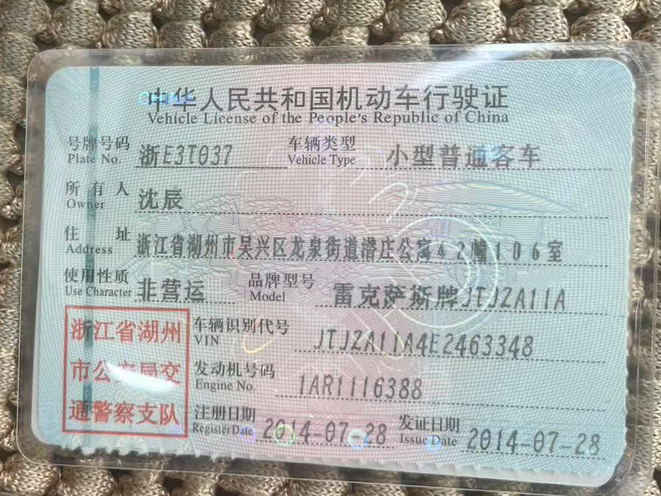 中华人民共和国机动车行驶证
Vehicle License of the People's Republic of China
号牌号码 浙E3T037 车辆类型 小型普通客车
Plate No. Vehicle Type
所有人 沈辰
Owner
住址 浙江省湖州市吴兴区龙泉街道潜庄公寓42幢106室
Address
使用性质 非营运 品牌型号 雷克萨斯牌JTJZA11A
Use Character Model
浙江省湖州
市公安局交
通警察支队
车辆识别代号 JTJZA11A4E2463348
VIN
发动机号码 1AR1116388
Engine No.
注册日期 2014-07-28 发证日期 2014-07-28
Register Date Issue Date